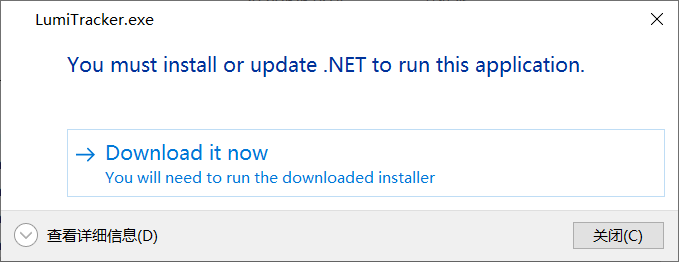 LumiTracker.exe
You must install or update .NET to run this application.
Download it now
You will need to run the downloaded installer
查看详细信息(D)
关闭(C)